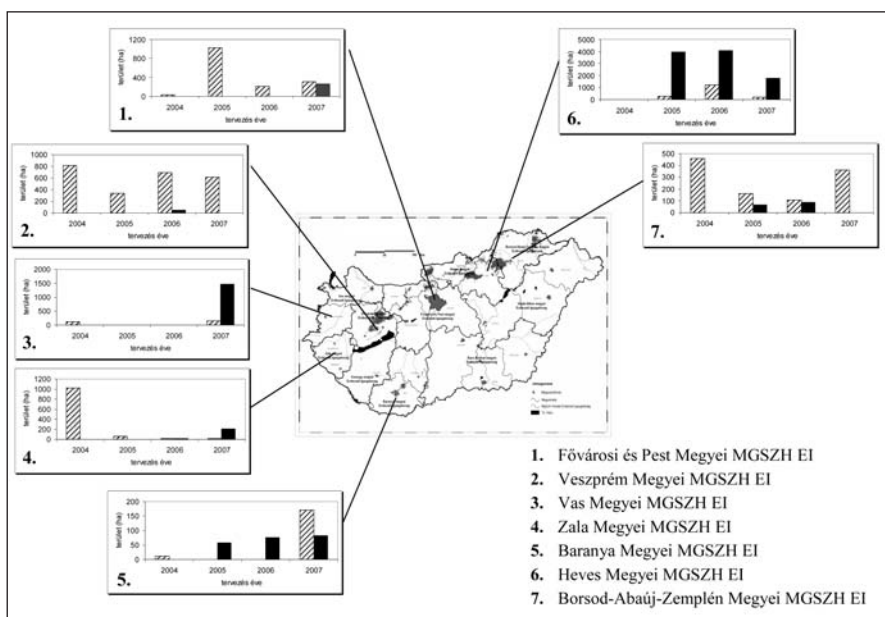 terület (ha)
1200
800
400
0
2004 2005 2006 2007
tervezés éve
1.
terület (ha)
5000
4000
3000
2000
1000
0
2004 2005 2006 2007
tervezés éve
6.
terület (ha)
1000
800
600
400
200
0
2004 2005 2006 2007
tervezés éve
2.
terület (ha)
500
400
300
200
100
0
2004 2005 2006 2007
tervezés éve
7.
terület (ha)
2000
1500
1000
500
0
2004 2005 2006 2007
tervezés éve
3.
terület (ha)
1200
1000
800
600
400
200
0
2004 2005 2006 2007
tervezés éve
4.
terület (ha)
200
150
100
50
0
2004 2005 2006 2007
tervezés éve
5.
1. Fővárosi és Pest Megyei MGSZH EI
2. Veszprém Megyei MGSZH EI
3. Vas Megyei MGSZH EI
4. Zala Megyei MGSZH EI
5. Baranya Megyei MGSZH EI
6. Heves Megyei MGSZH EI
7. Borsod-Abaúj-Zemplén Megyei MGSZH EI